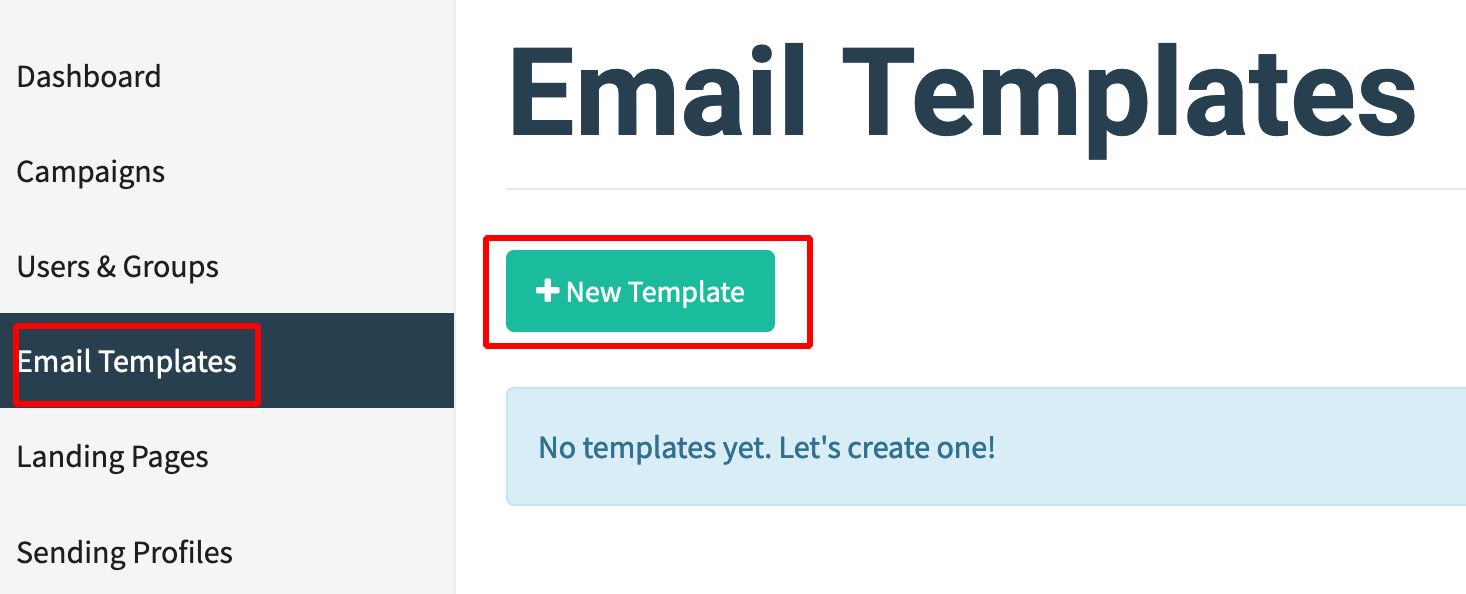 Dashboard
Campaigns
Users & Groups
Email Templates
Landing Pages
Sending Profiles
Email Templates
+ New Template
No templates yet. Let's create one!